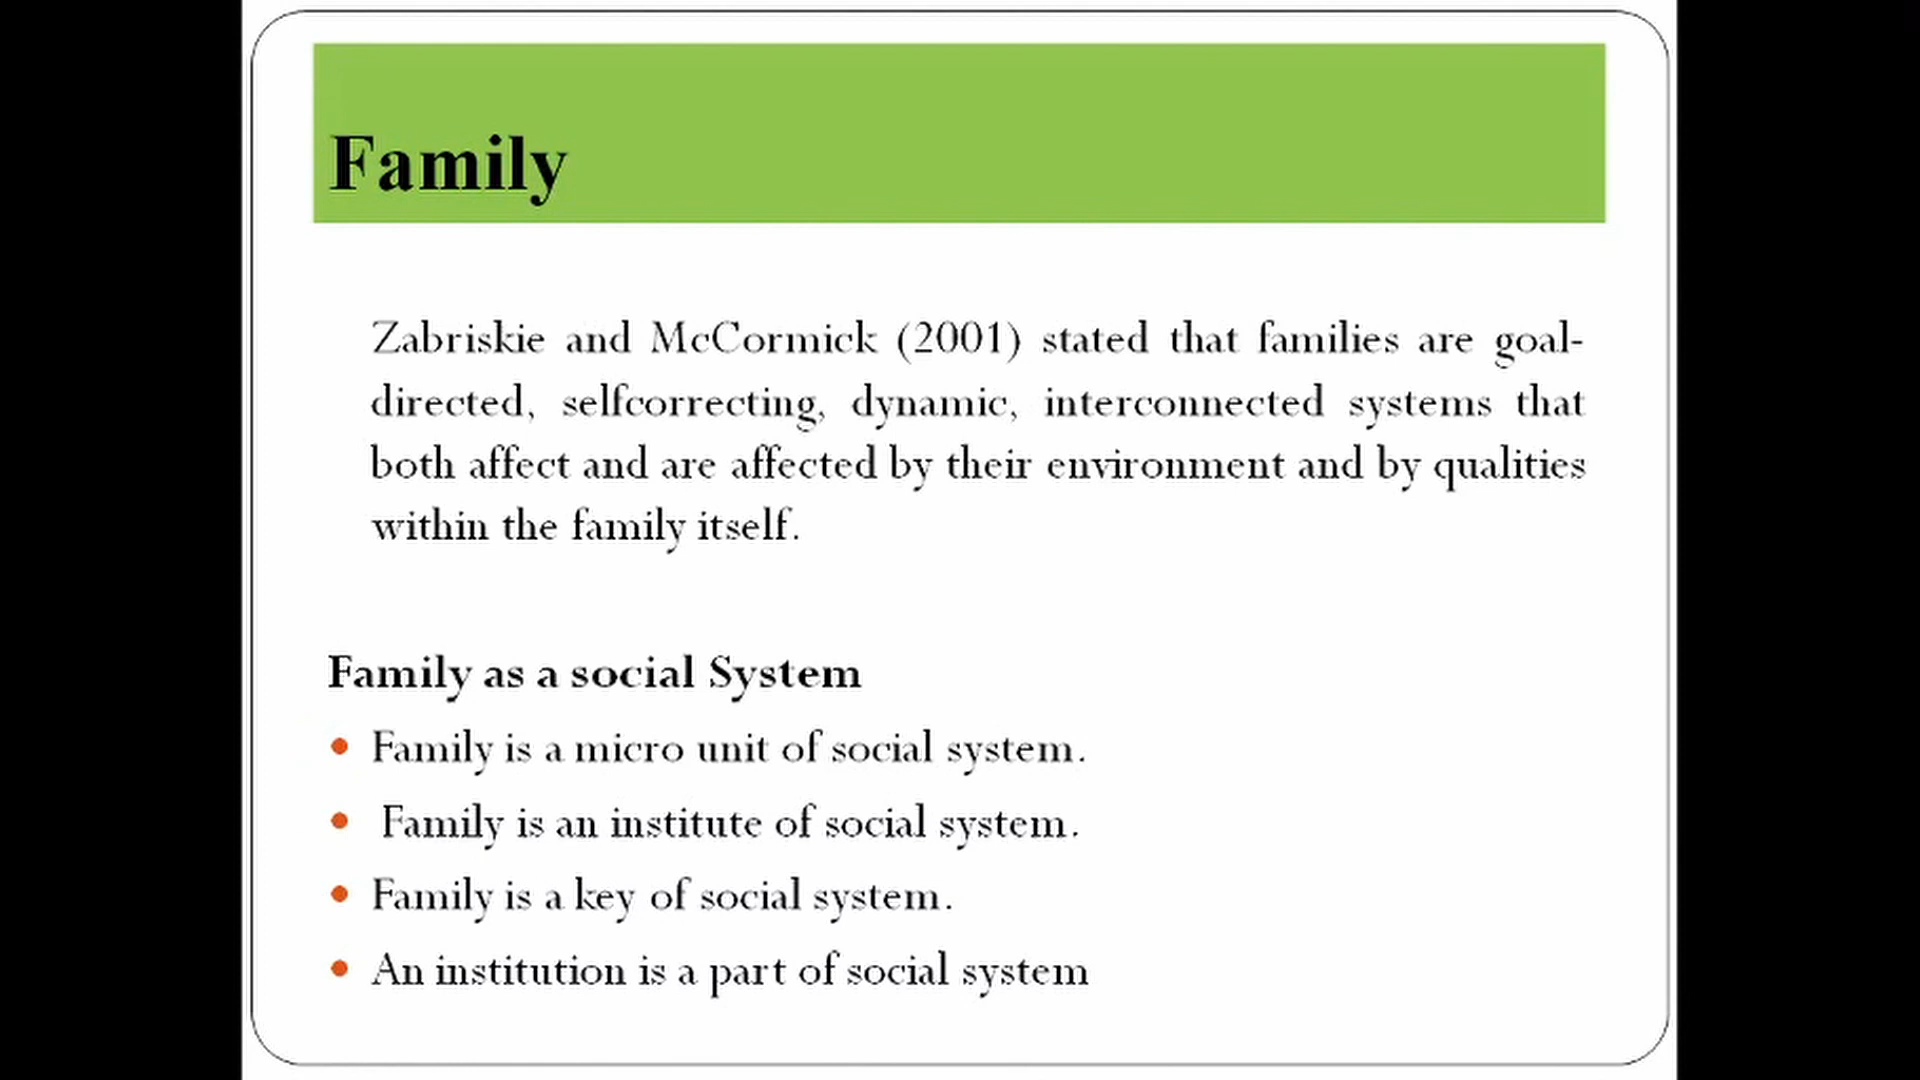 Family
Zabriskie and McCormick (2001) stated that families are goal-
directed, selfcorrecting, dynamic, interconnected systems that
both affect and are affected by their environment and by qualities
within the family itself.
Family as a social System
• Family is a micro unit of social system.
• Family is an institute of social system.
• Family is a key of social system.
• An institution is a part of social system